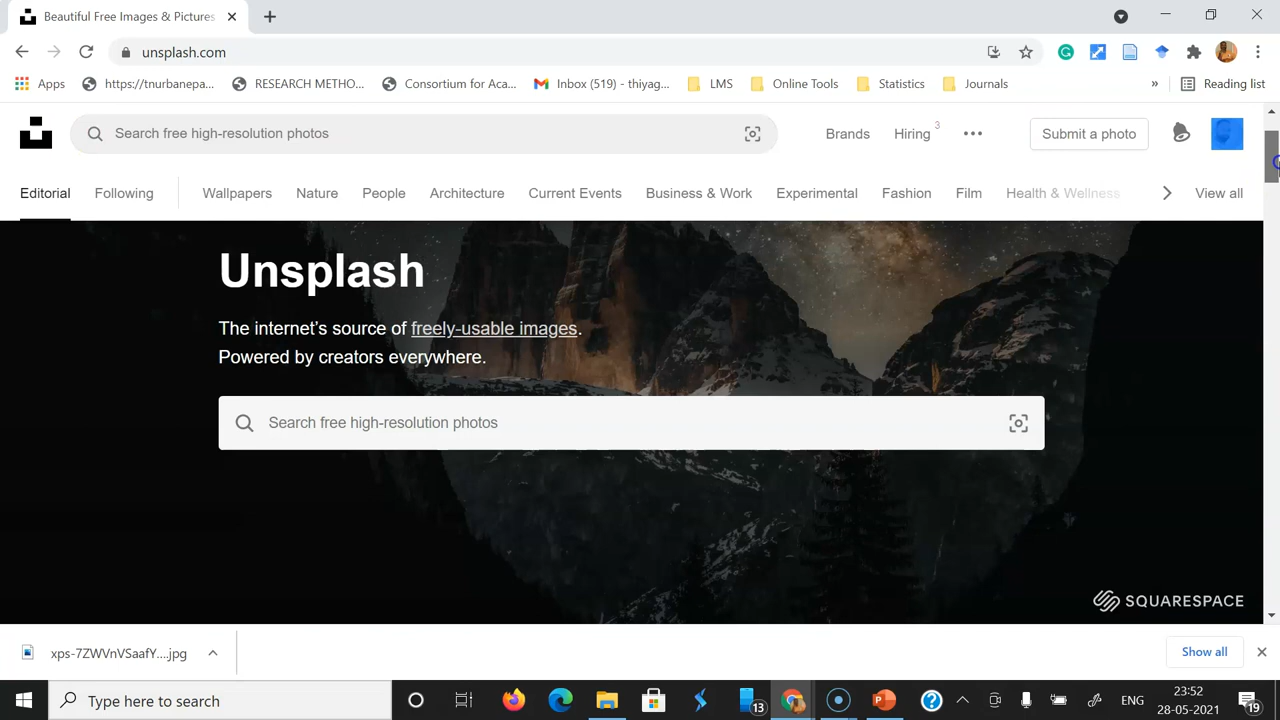 Beautiful Free Images & Pictures
unsplash.com
Apps
https://tnurbanepa...
RESEARCH METHO...
Consortium for Aca...
Inbox (519) - thiyag...
LMS
Online Tools
Statistics
Journals
»
Reading list
Search free high-resolution photos
Brands
Hiring 3
Submit a photo
Editorial
Following
Wallpapers
Nature
People
Architecture
Current Events
Business & Work
Experimental
Fashion
Film
Health & Wellness
View all
Unsplash
The internet's source of freely-usable images.
Powered by creators everywhere.
Search free high-resolution photos
SQUARESPACE
xps-7ZWVnVSaafY....jpg
Show all
Type here to search
13
ENG
23:52
28-05-2021
19